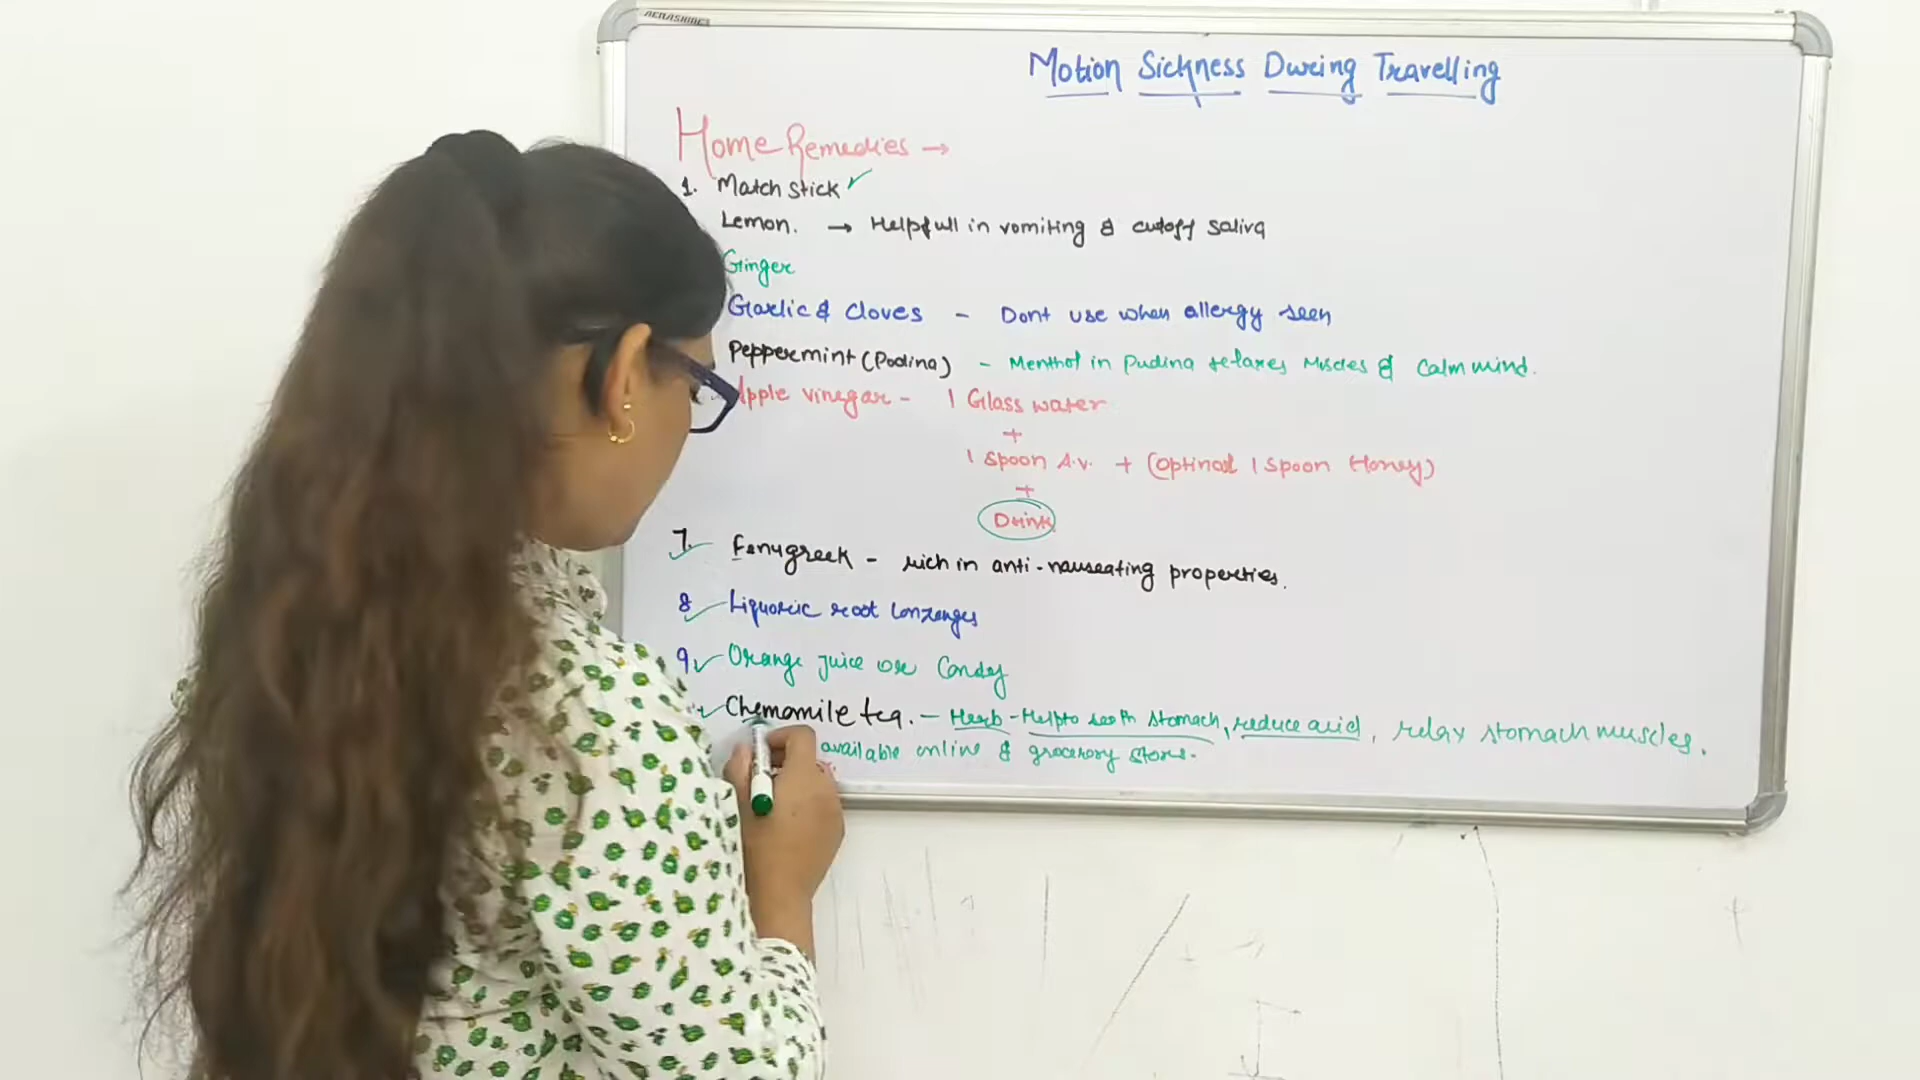 Motion Sickness During Travelling
Home Remedies →
1. Match stick ✓
Lemon. → Helpfull in vomiting & cutoff saliva
Ginger
Garlic & Cloves - Dont use when allergy seen
Peppermint (Podina) - Menthol in Pudina relaxes Muscles & Calm mind.
Apple vinegar - 1 Glass water
+
1 Spoon A.V. + (Optinal 1 Spoon Honey)
+
Drink
7. Fenugreek - rich in anti-nauseating properties.
8 Liquoric root lonzenges
9 Orange Juice or Candy
Chemomile tea. - Herb - Help to sooth stomach, reduce acid, relax stomach muscles.
available online & grocerory stores.